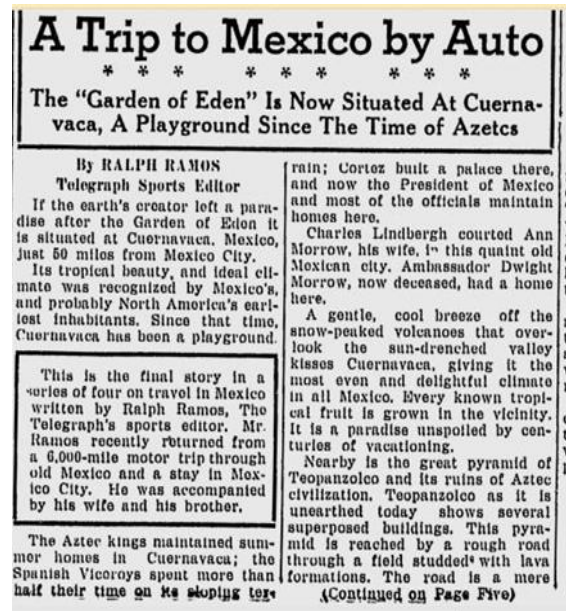 A Trip to Mexico by Auto
* * * * * * * * *
The "Garden of Eden" Is Now Situated At Cuerna-
vaca, A Playground Since The Time of Azetcs
By RALPH RAMOS
Telegraph Sports Editor
If the earth's creator left a para-
dise after the Garden of Eden it
is situated at Cuernavaca, Mexico,
just 50 miles from Mexico City.
Its tropical beauty, and ideal cli-
mate was recognized by Mexico's,
and probably North America's earl-
iest inhabitants. Since that time,
Cuernavaca has been a playground.
This is the final story in a
series of four on travel in Mexico
written by Ralph Ramos, The
Telegraph's sports editor. Mr.
Ramos recently returned from
a 6,000-mile motor trip through
old Mexico and a stay in Mex-
ico City. He was accompanied
by his wife and his brother.
The Aztec kings maintained sum-
mer homes in Cuernavaca; the
Spanish Viceroys spent more than
half their time on its sloping ter-
rain; Cortez built a palace there,
and now the President of Mexico
and most of the officials maintain
homes here.
Charles Lindbergh courted Ann
Morrow, his wife, in this quaint old
Mexican city. Ambassador Dwight
Morrow, now deceased, had a home
here.
A gentle, cool breeze off the
snow-peaked volcanoes that over-
look the sun-drenched valley
kisses Cuernavaca, giving it the
most even and delightful climate
in all Mexico. Every known tropi-
cal fruit is grown in the vicinity.
It is a paradise unspoiled by cen-
turies of vacationing.
Nearby is the great pyramid of
Teopanzolco and its ruins of Aztec
civilization. Teopanzolco as it is
unearthed today shows several
superposed buildings. This pyra-
mid is reached by a rough road
through a field studded with lava
formations. The road is a mere
(Continued on Page Five)